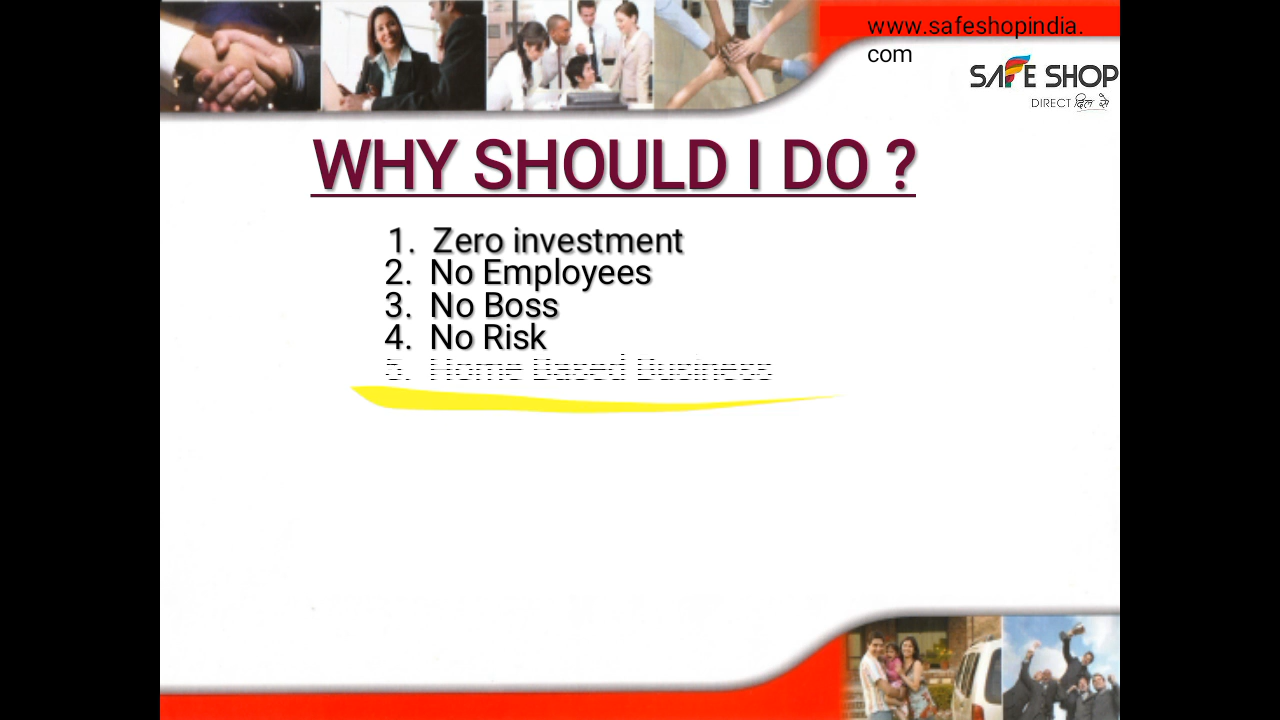 www.safeshopindia.
com
SAFE SHOP
DIRECT दिल से
WHY SHOULD I DO ?
1. Zero investment
2. No Employees
3. No Boss
4. No Risk
5. Home Based Business